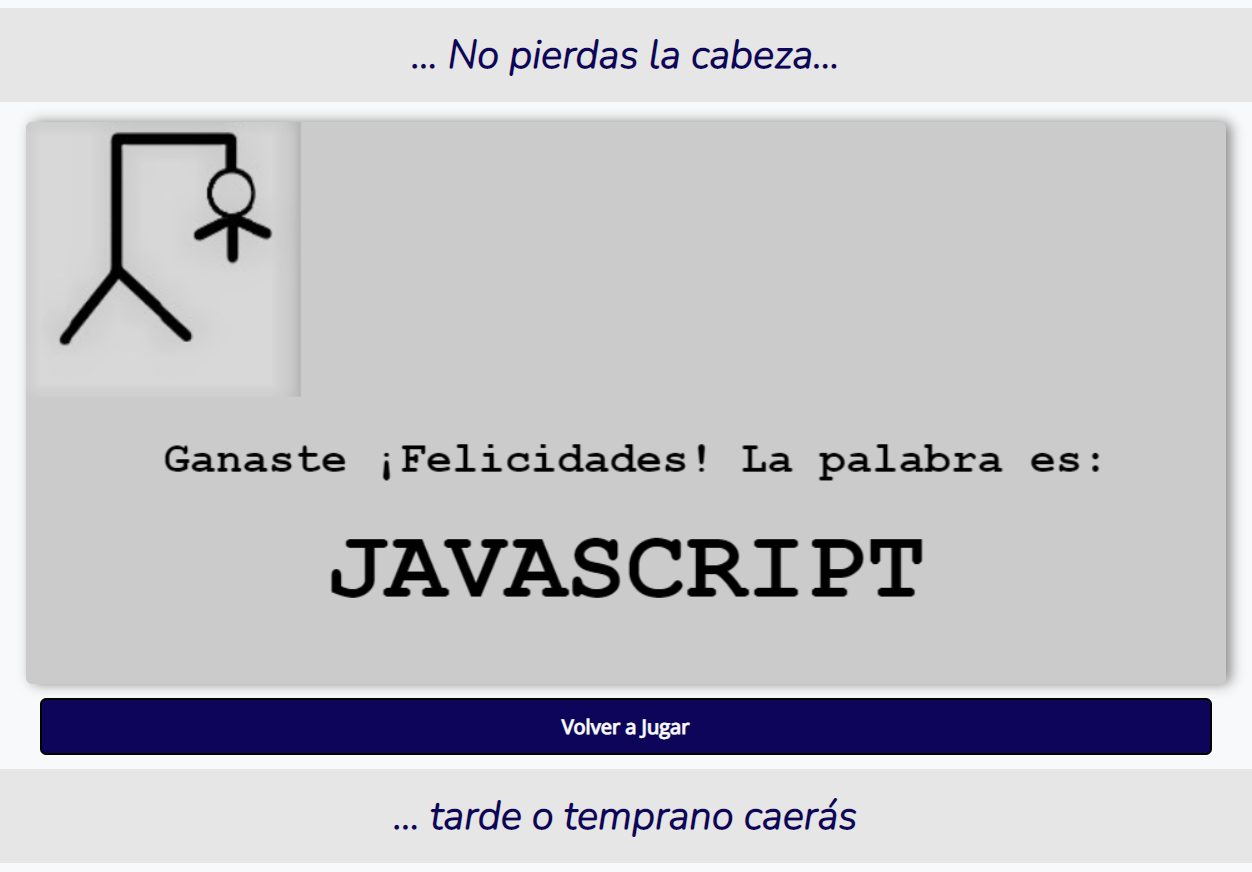 ... No pierdas la cabeza...
Ganaste ¡Felicidades! La palabra es:
JAVASCRIPT
Volver a Jugar
... tarde o temprano caerás